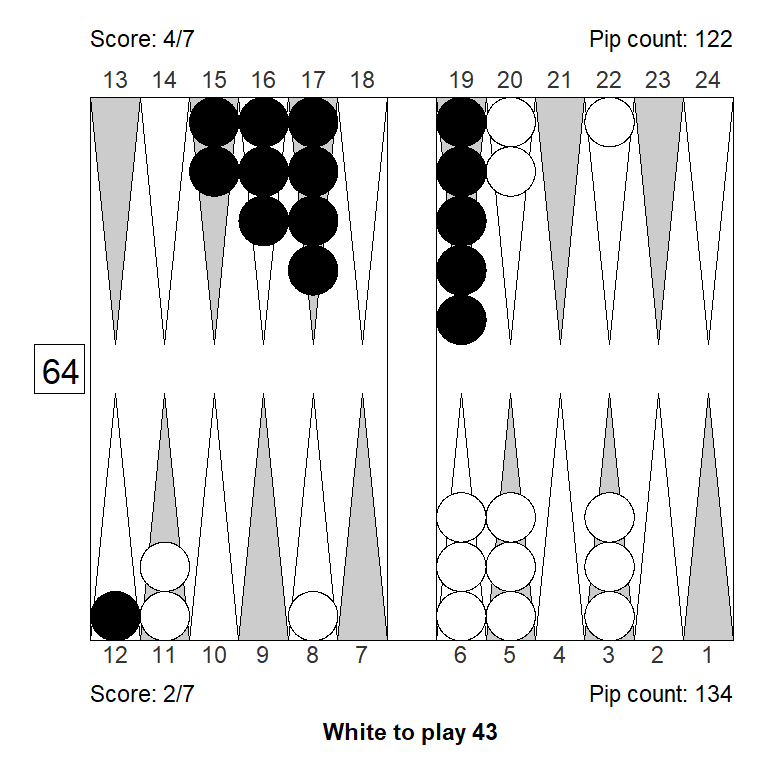 Score: 4/7 Pip count: 122
13 14 15 16 17 18 19 20 21 22 23 24
64
12 11 10 9 8 7 6 5 4 3 2 1
Score: 2/7 Pip count: 134
White to play 43